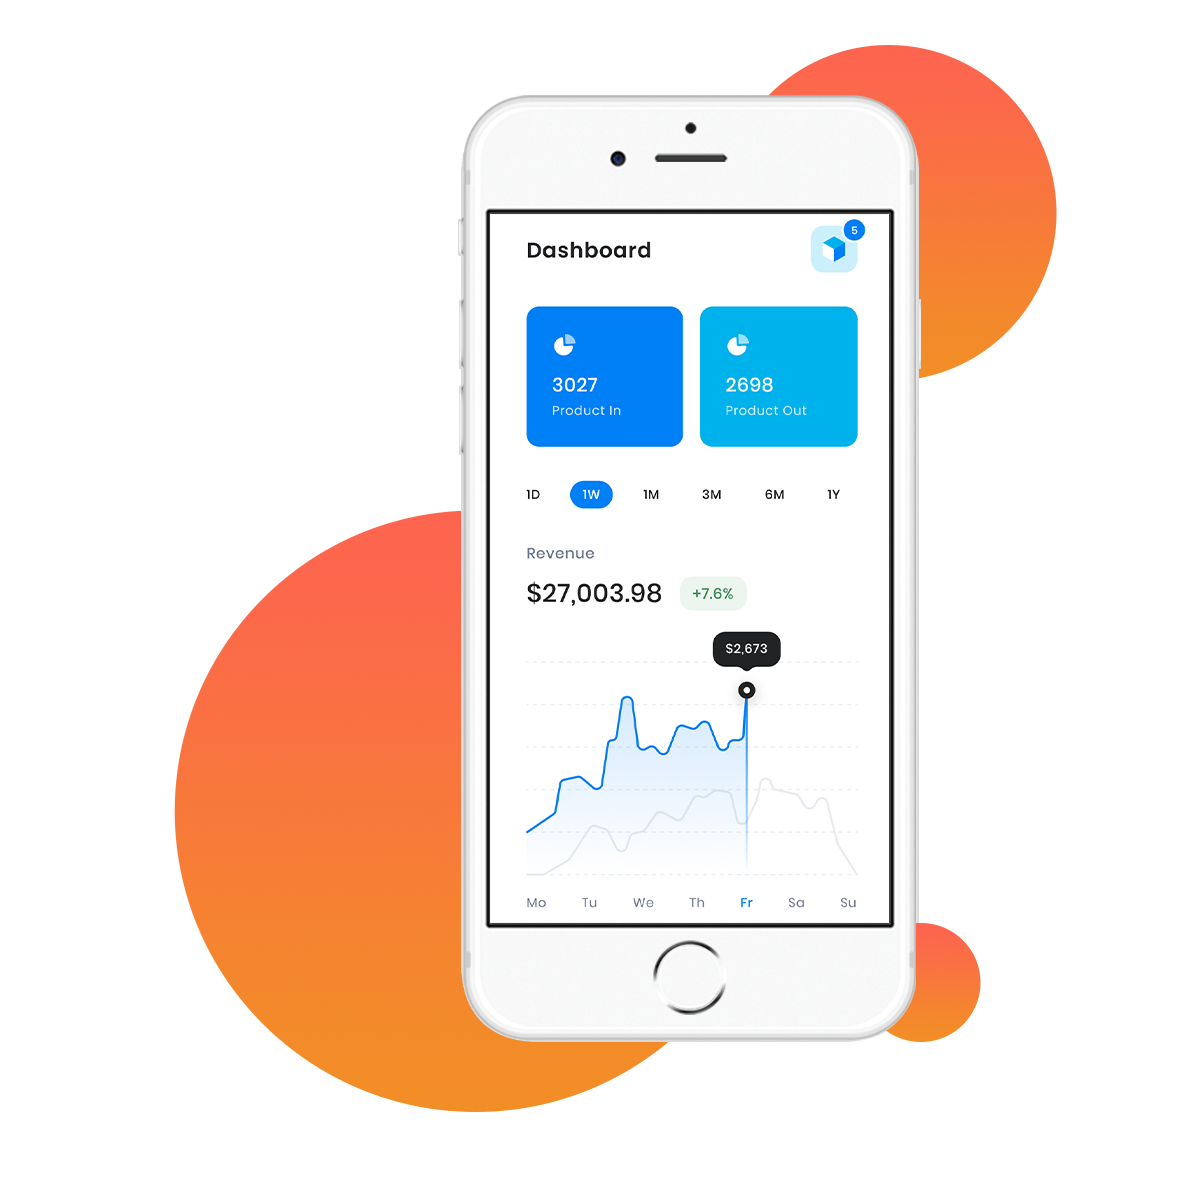 Dashboard
5
3027
Product In
2698
Product Out
1D 1W 1M 3M 6M 1Y
Revenue
$27,003.98 +7.6%
$2,673
Mo Tu We Th Fr Sa Su